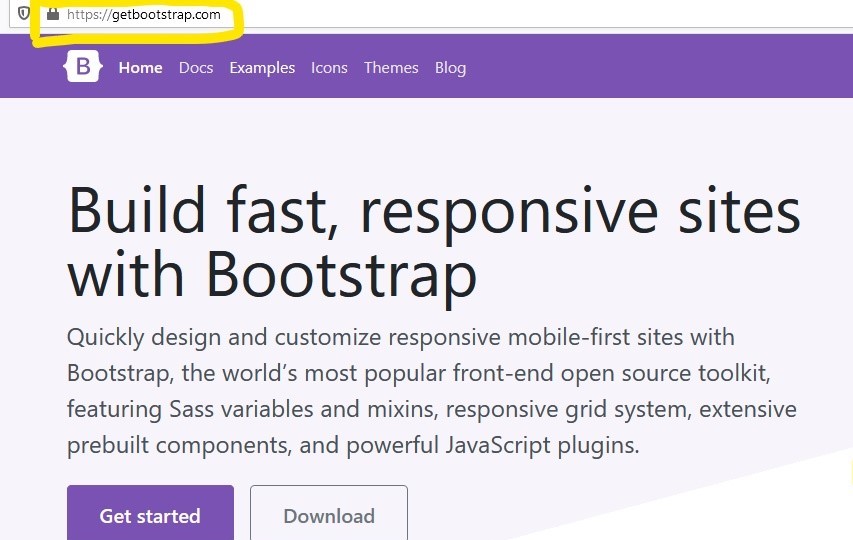 https://getbootstrap.com
B Home Docs Examples Icons Themes Blog
Build fast, responsive sites
with Bootstrap
Quickly design and customize responsive mobile-first sites with
Bootstrap, the world’s most popular front-end open source toolkit,
featuring Sass variables and mixins, responsive grid system, extensive
prebuilt components, and powerful JavaScript plugins.
Get started Download